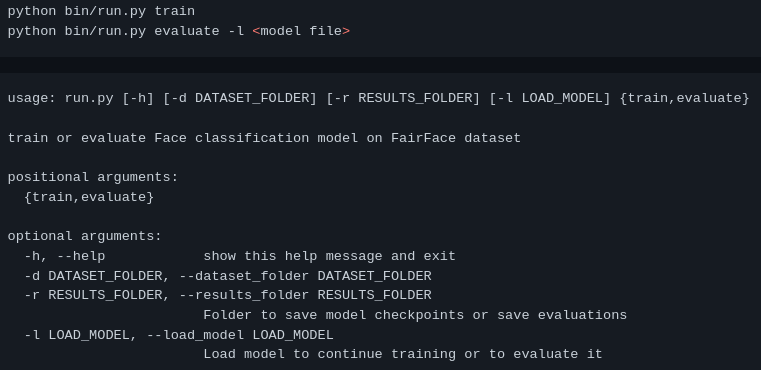 python bin/run.py train
python bin/run.py evaluate -l <model file>
usage: run.py [-h] [-d DATASET_FOLDER] [-r RESULTS_FOLDER] [-l LOAD_MODEL] {train,evaluate}
train or evaluate Face classification model on FairFace dataset
positional arguments:
  {train,evaluate}
optional arguments:
  -h, --help            show this help message and exit
  -d DATASET_FOLDER, --dataset_folder DATASET_FOLDER
  -r RESULTS_FOLDER, --results_folder RESULTS_FOLDER
                        Folder to save model checkpoints or save evaluations
  -l LOAD_MODEL, --load_model LOAD_MODEL
                        Load model to continue training or to evaluate it